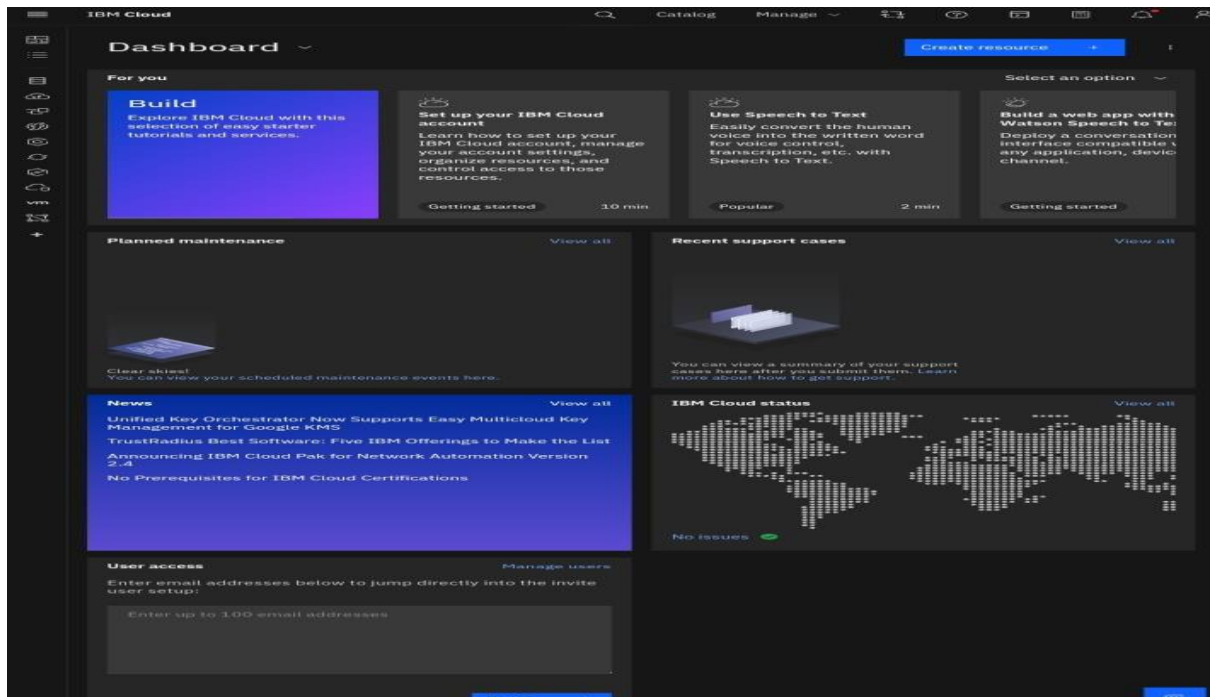 IBM Cloud
Catalog
Manage
Dashboard
Create resource +
For you
Select an option
Build
Explore IBM Cloud with this
selection of easy starter
tutorials and services.
Set up your IBM Cloud
account
Learn how to set up your
IBM Cloud account, manage
your account settings,
organize resources, and
control access to those
resources.
Getting started
10 min
Use Speech to Text
Easily convert the human
voice into the written word
for voice control,
transcription, etc. with
Speech to Text.
Popular
2 min
Build a web app with
Watson Speech to
Deploy a conversation
interface compatible
any application,
channel.
Getting started
vm
Planned maintenance
View all
Clear skies!
You can view your scheduled maintenance events here.
Recent support cases
View all
You can view a summary of your support
cases here after you submit them. Learn
more about how to get support.
News
View all
Unified Key Orchestrator Now Supports Easy Multicloud Key
Management for Google KMS
TrustRadius Best Software: Five IBM Offerings to Make the List
Announcing IBM Cloud Pak for Network Automation Version
2.4
No Prerequisites for IBM Cloud Certifications
IBM Cloud status
View all
No issues
User access
Manage users
Enter email addresses below to jump directly into the invite
user setup:
Enter up to 100 email addresses